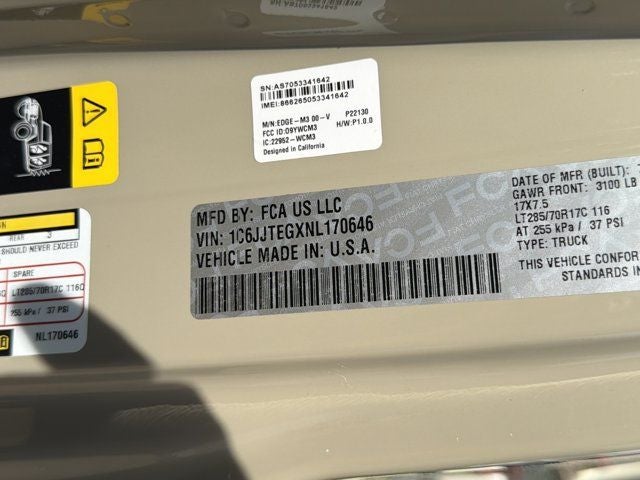 SN:AS7053341642
IMEI:866265053341642
M/N:EDGE-M3 00-V P22130
FCC ID:O9YWCM3 H/W:P1.0.0
IC:22952-WCM3
Designed in California
MFD BY: FCA US LLC
VIN: 1C6JJTEGXNL170646
VEHICLE MADE IN: U.S.A.
DATE OF MFR (BUILT):
GAWR FRONT: 3100 LB
17X7.5
LT285/70R17C 116
AT 255 kPa / 37 PSI
TYPE: TRUCK
THIS VEHICLE CONFORM
STANDARDS IN
REAR 3
SHOULD NEVER EXCEED
SPARE
LT285/70R17C 116Q
255 kPa / 37 PSI
NL170646